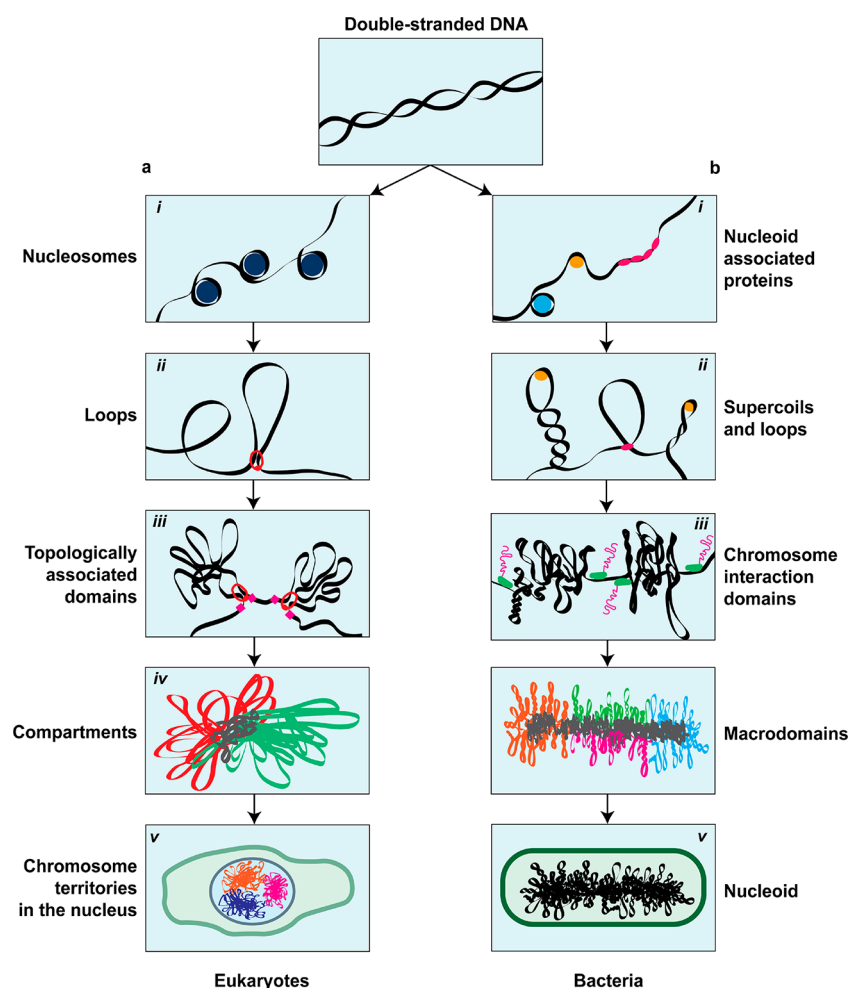 Double-stranded DNA
a
b
i
Nucleosomes
i
Nucleoid
associated
proteins
ii
Loops
ii
Supercoils
and loops
iii
Topologically
associated
domains
iii
Chromosome
interaction
domains
iv
Compartments
Macrodomains
v
Chromosome
territories
in the nucleus
v
Nucleoid
Eukaryotes
Bacteria